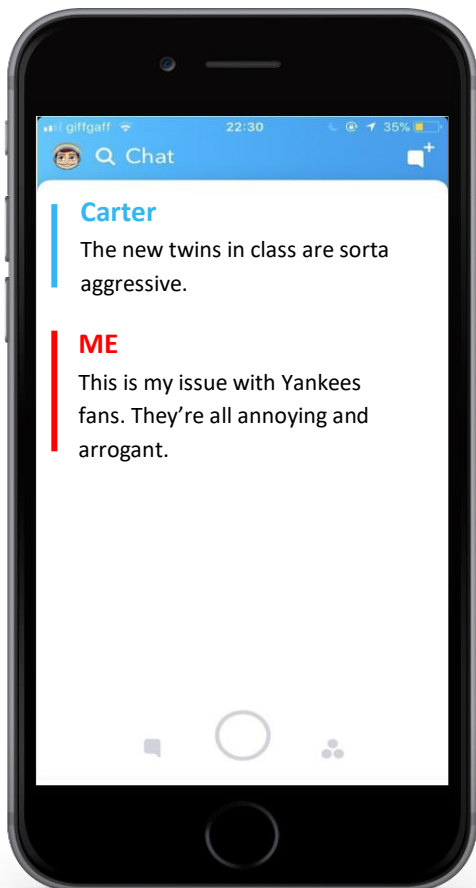 giffgaff 22:30 35%
Chat
Carter
The new twins in class are sorta
aggressive.
ME
This is my issue with Yankees
fans. They’re all annoying and
arrogant.